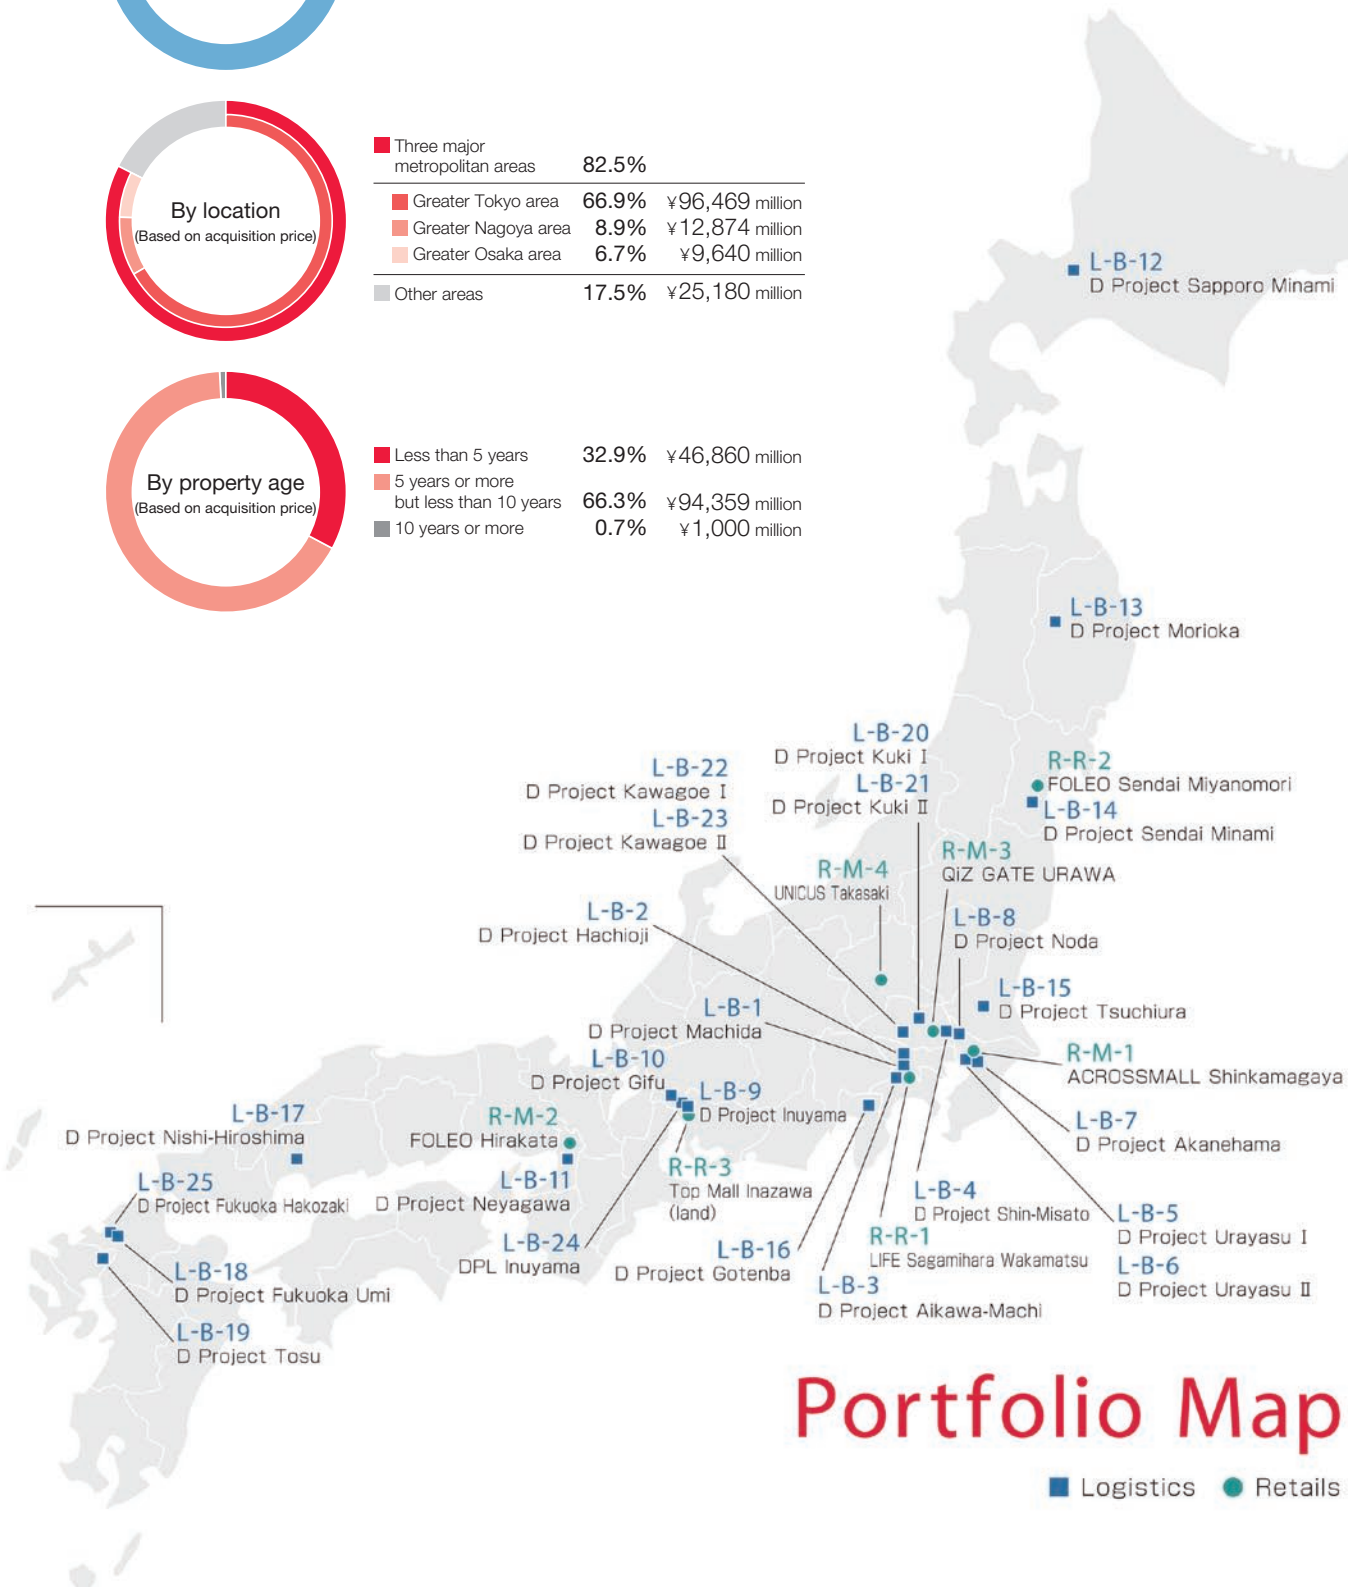 By location
(Based on acquisition price)
Three major
metropolitan areas 82.5%
Greater Tokyo area 66.9% ¥96,469 million
Greater Nagoya area 8.9% ¥12,874 million
Greater Osaka area 6.7% ¥9,640 million
Other areas 17.5% ¥25,180 million
By property age
(Based on acquisition price)
Less than 5 years 32.9% ¥46,860 million
5 years or more
but less than 10 years 66.3% ¥94,359 million
10 years or more 0.7% ¥1,000 million
L-B-12
D Project Sapporo Minami
L-B-13
D Project Morioka
L-B-20
D Project Kuki I
L-B-21
D Project Kuki II
L-B-22
D Project Kawagoe I
L-B-23
D Project Kawagoe II
R-R-2
FOLEO Sendai Miyanomori
L-B-14
D Project Sendai Minami
R-M-4
UNICUS Takasaki
R-M-3
QiZ GATE URAWA
L-B-2
D Project Hachioji
L-B-8
D Project Noda
L-B-15
D Project Tsuchiura
L-B-1
D Project Machida
R-M-1
ACROSSMALL Shinkamagaya
L-B-10
D Project Gifu
L-B-9
D Project Inuyama
L-B-7
D Project Akanehama
L-B-17
D Project Nishi-Hiroshima
R-M-2
FOLEO Hirakata
L-B-25
D Project Fukuoka Hakozaki
L-B-11
D Project Neyagawa
R-R-3
Top Mall Inazawa
(land)
L-B-4
D Project Shin-Misato
L-B-5
D Project Urayasu I
L-B-6
D Project Urayasu II
L-B-24
DPL Inuyama
L-B-16
D Project Gotenba
R-R-1
LIFE Sagamihara Wakamatsu
L-B-3
D Project Aikawa-Machi
L-B-18
D Project Fukuoka Umi
L-B-19
D Project Tosu
Portfolio Map
Logistics Retails